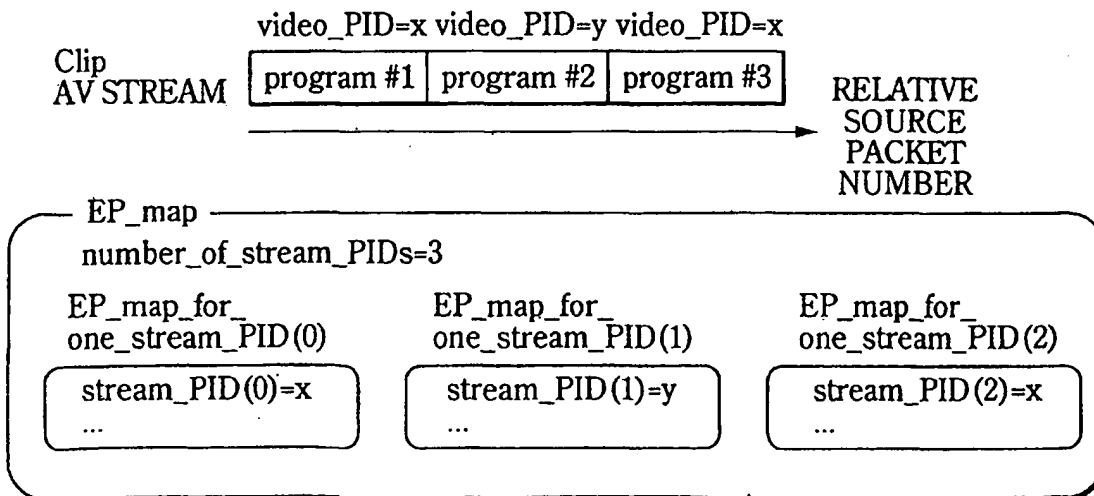 video_PID=x video_PID=y video_PID=x
Clip
AV STREAM
program #1 program #2 program #3
RELATIVE
SOURCE
PACKET
NUMBER
EP_map
number_of_stream_PIDs=3
EP_map_for_
one_stream_PID(0)
stream_PID(0)=x
...
EP_map_for_
one_stream_PID(1)
stream_PID(1)=y
...
EP_map_for_
one_stream_PID(2)
stream_PID(2)=x
...